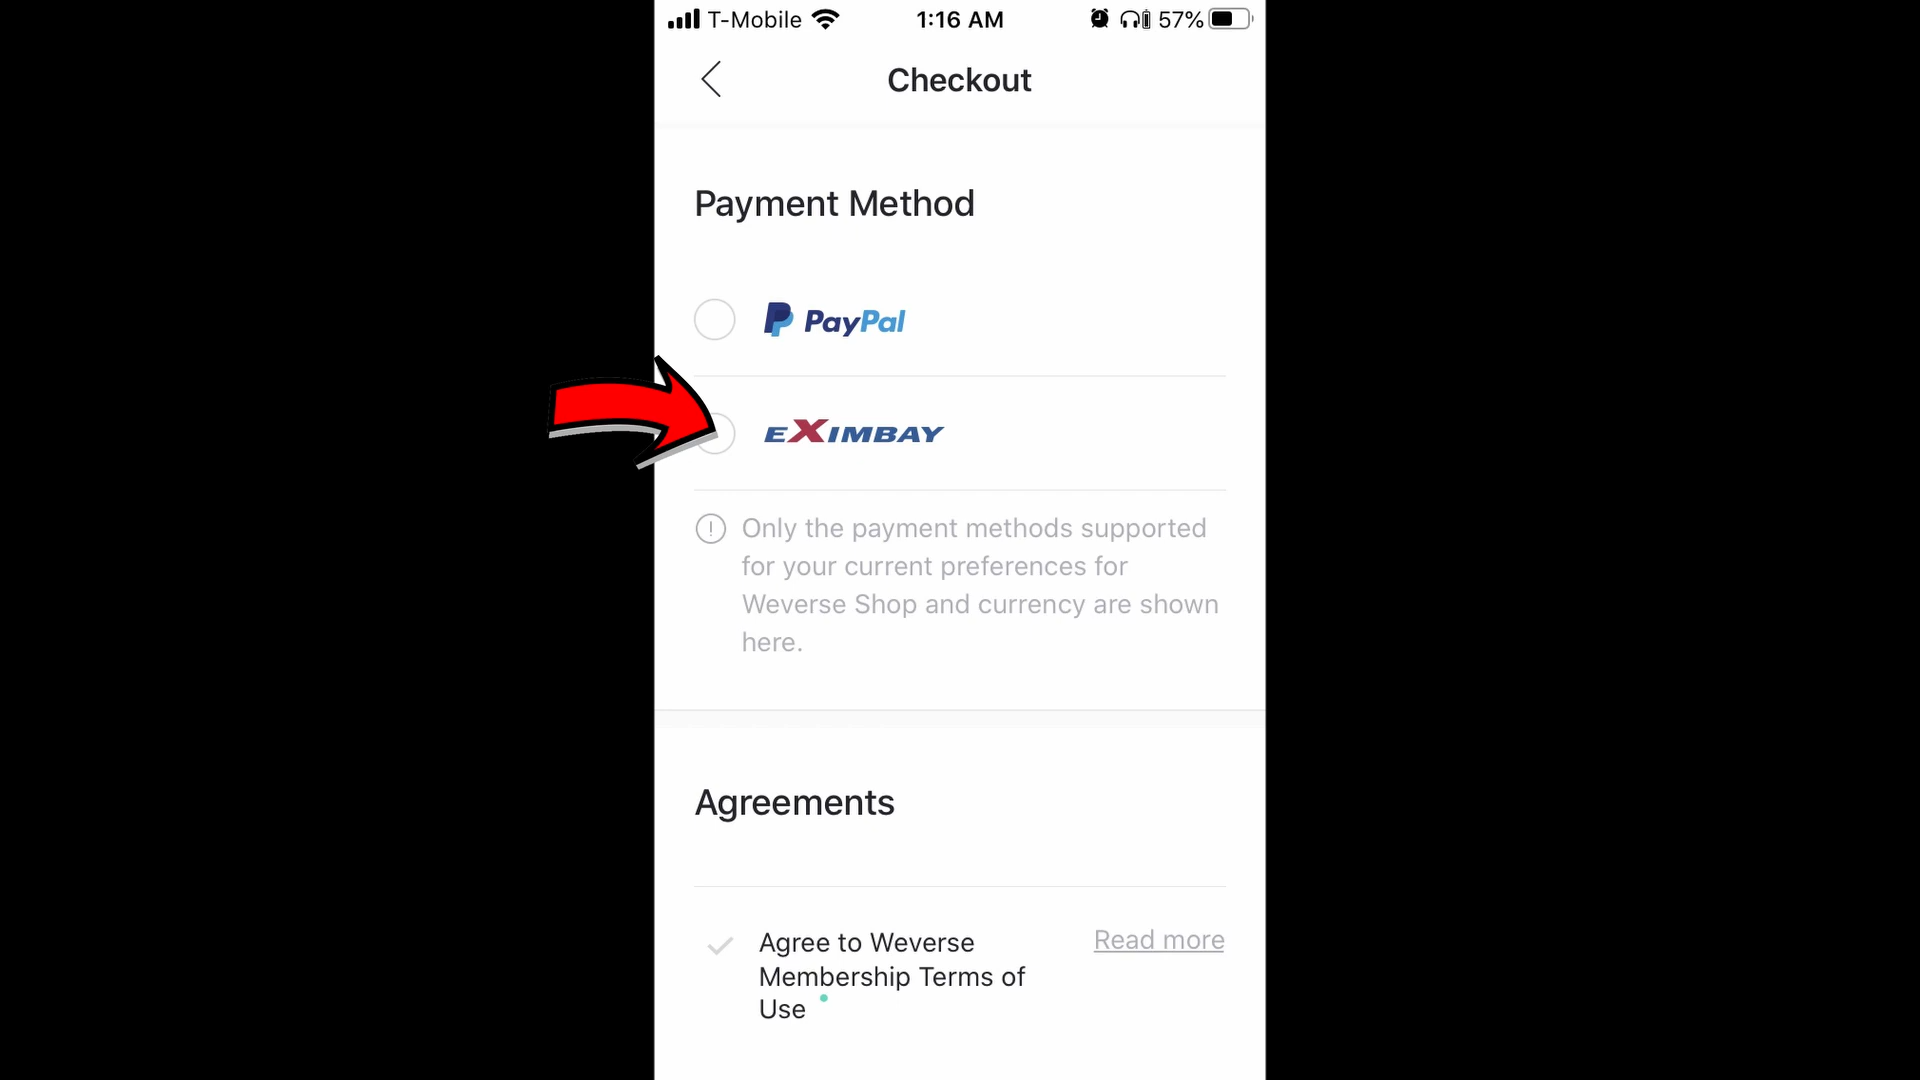 T-Mobile 1:16 AM 57%
Checkout
Payment Method
PayPal
EXIMBAY
Only the payment methods supported
for your current preferences for
Weverse Shop and currency are shown
here.
Agreements
Agree to Weverse Read more
Membership Terms of
Use